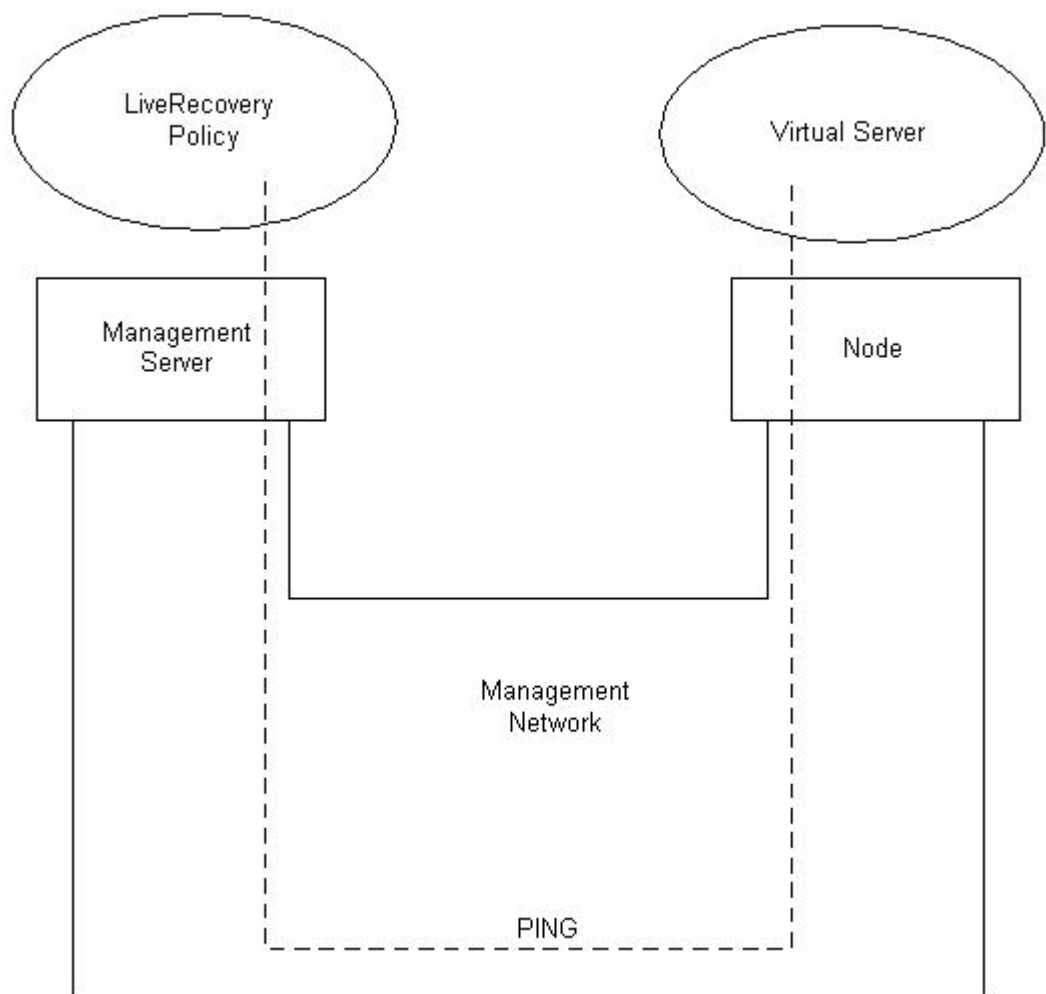 LiveRecovery
Policy
Virtual Server
Management
Server
Node
Management
Network
PING